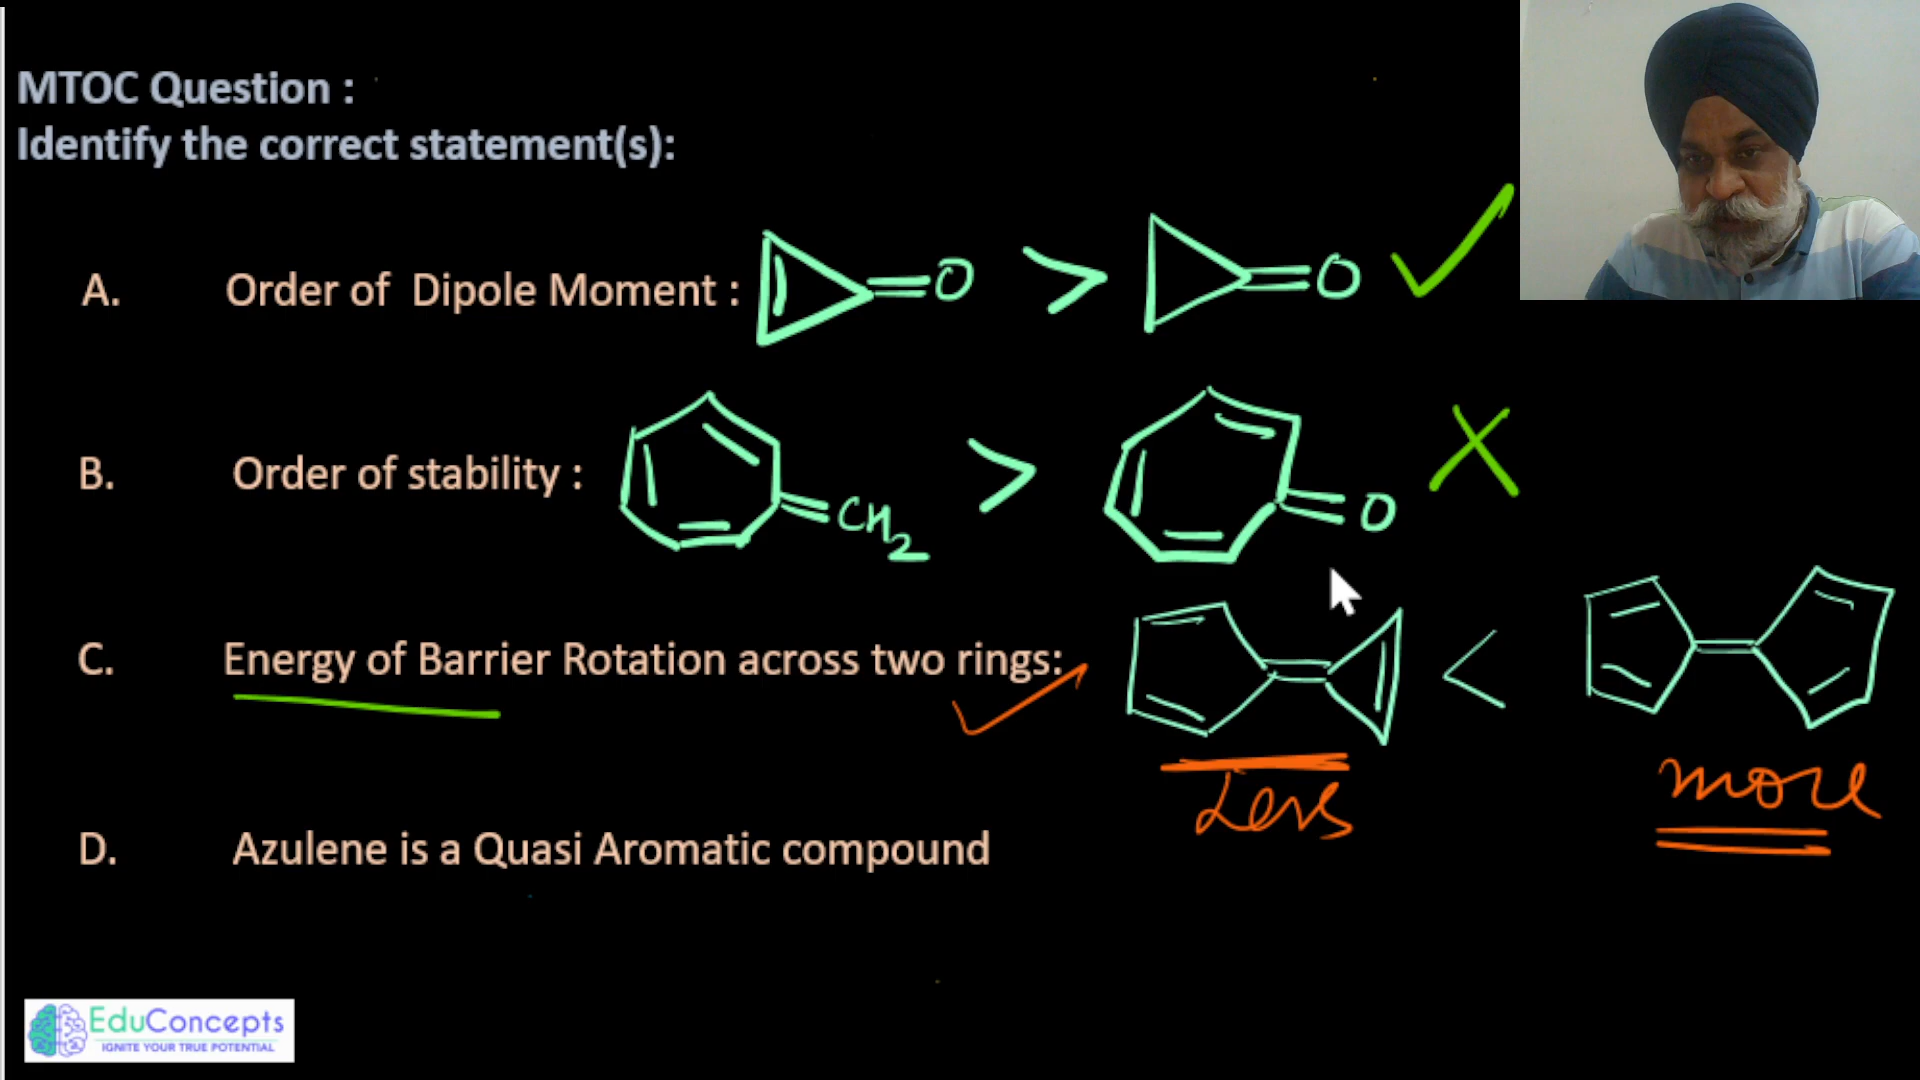 MTOC Question :
Identify the correct statement(s):
A. Order of Dipole Moment : =O > =O
B. Order of stability : =CH2 > =O
C. Energy of Barrier Rotation across two rings: <
Less more
D. Azulene is a Quasi Aromatic compound
EduConcepts
IGNITE YOUR TRUE POTENTIAL